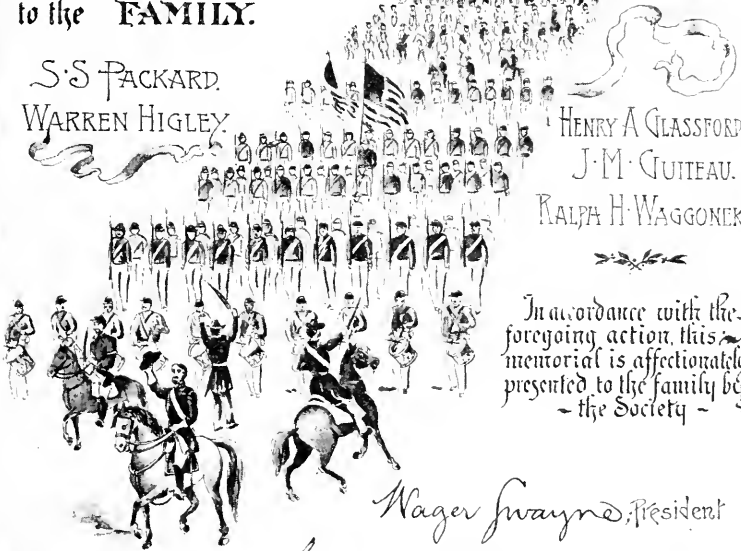 to the FAMILY.
S·S PACKARD.
WARREN HIGLEY.
HENRY A GLASSFORD
J·M·GUITEAU.
RALPH H·WAGGONER
In accordance with the
foregoing action, this
memorial is affectionately
presented to the family by
~ the Society ~
Wager Swayne, President